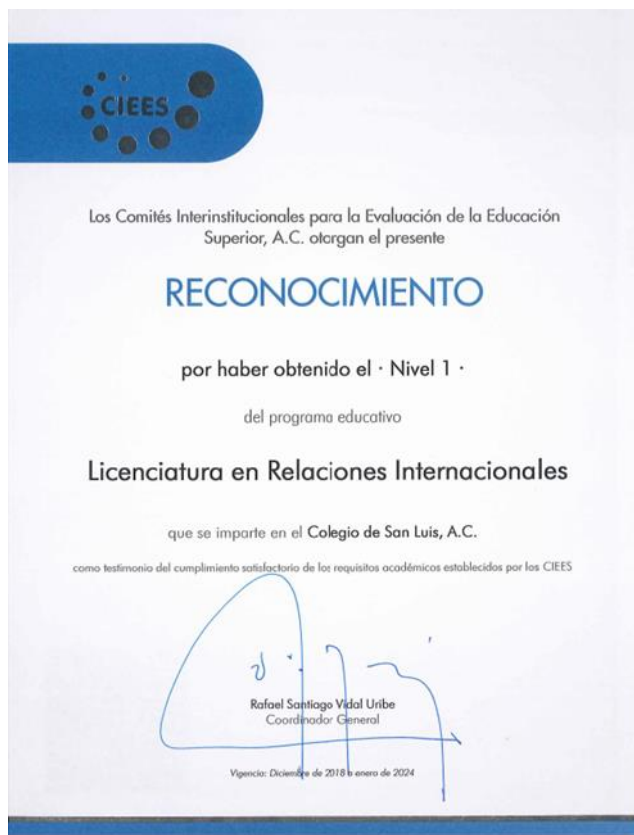 CIEES
Los Comités Interinstitucionales para la Evaluación de la Educación
Superior, A.C. otorgan el presente
RECONOCIMIENTO
por haber obtenido el · Nivel 1 ·
del programa educativo
Licenciatura en Relaciones Internacionales
que se imparte en el Colegio de San Luis, A.C.
como testimonio del cumplimiento satisfactorio de los requisitos académicos establecidos por los CIEES
Rafael Santiago Vidal Uribe
Coordinador General
Vigencia: Diciembre de 2018 a enero de 2024